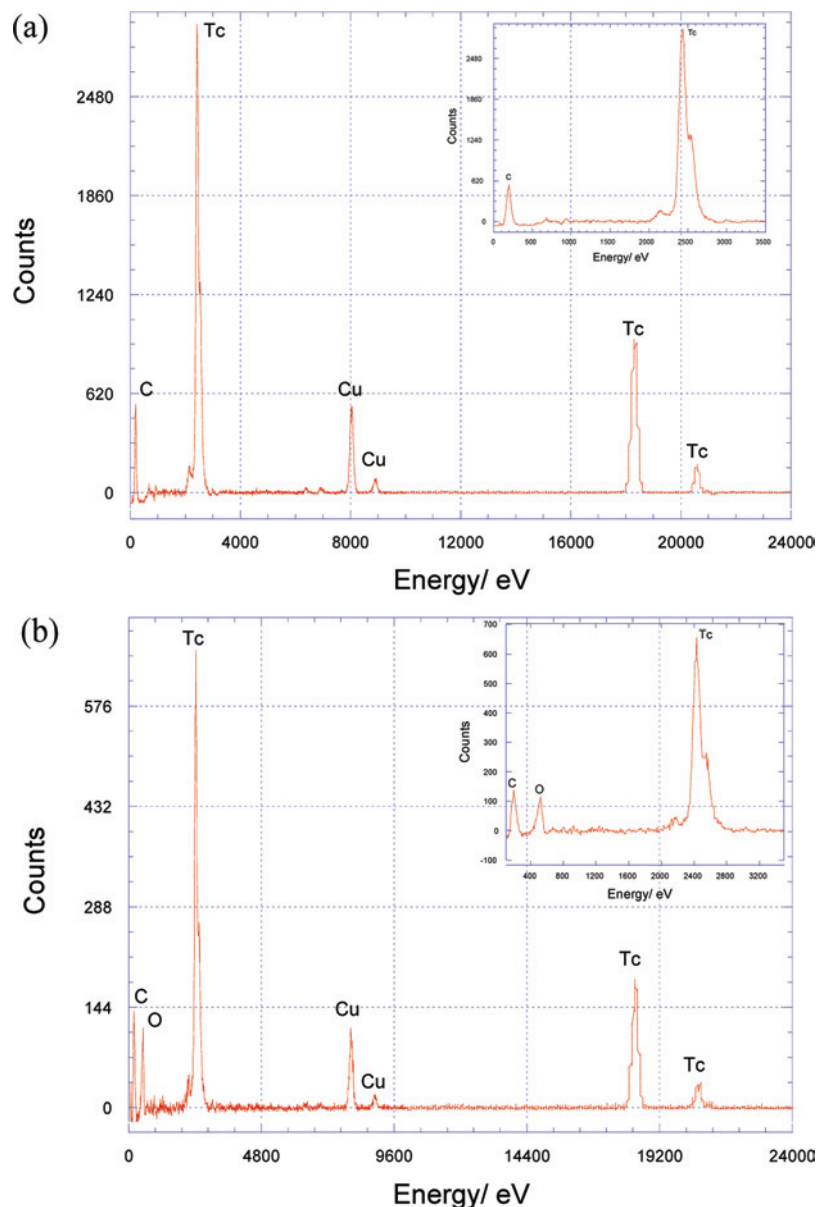 (a)
Tc
2480
1860
1240
620
0
Counts
C
Cu
Cu
Tc
Tc
0 4000 8000 12000 16000 20000 24000
Energy/ eV
Tc
2480
1860
1240
620
0
Counts
C
0 500 1000 1500 2000 2500 3000 3500
Energy/ eV
(b)
Tc
576
432
288
144
0
Counts
C
O
Cu
Cu
Tc
Tc
0 4800 9600 14400 19200 24000
Energy/ eV
700
600
500
400
300
200
100
0
-100
Counts
Tc
C
O
400 800 1200 1600 2000 2400 2800 3200
Energy/ eV